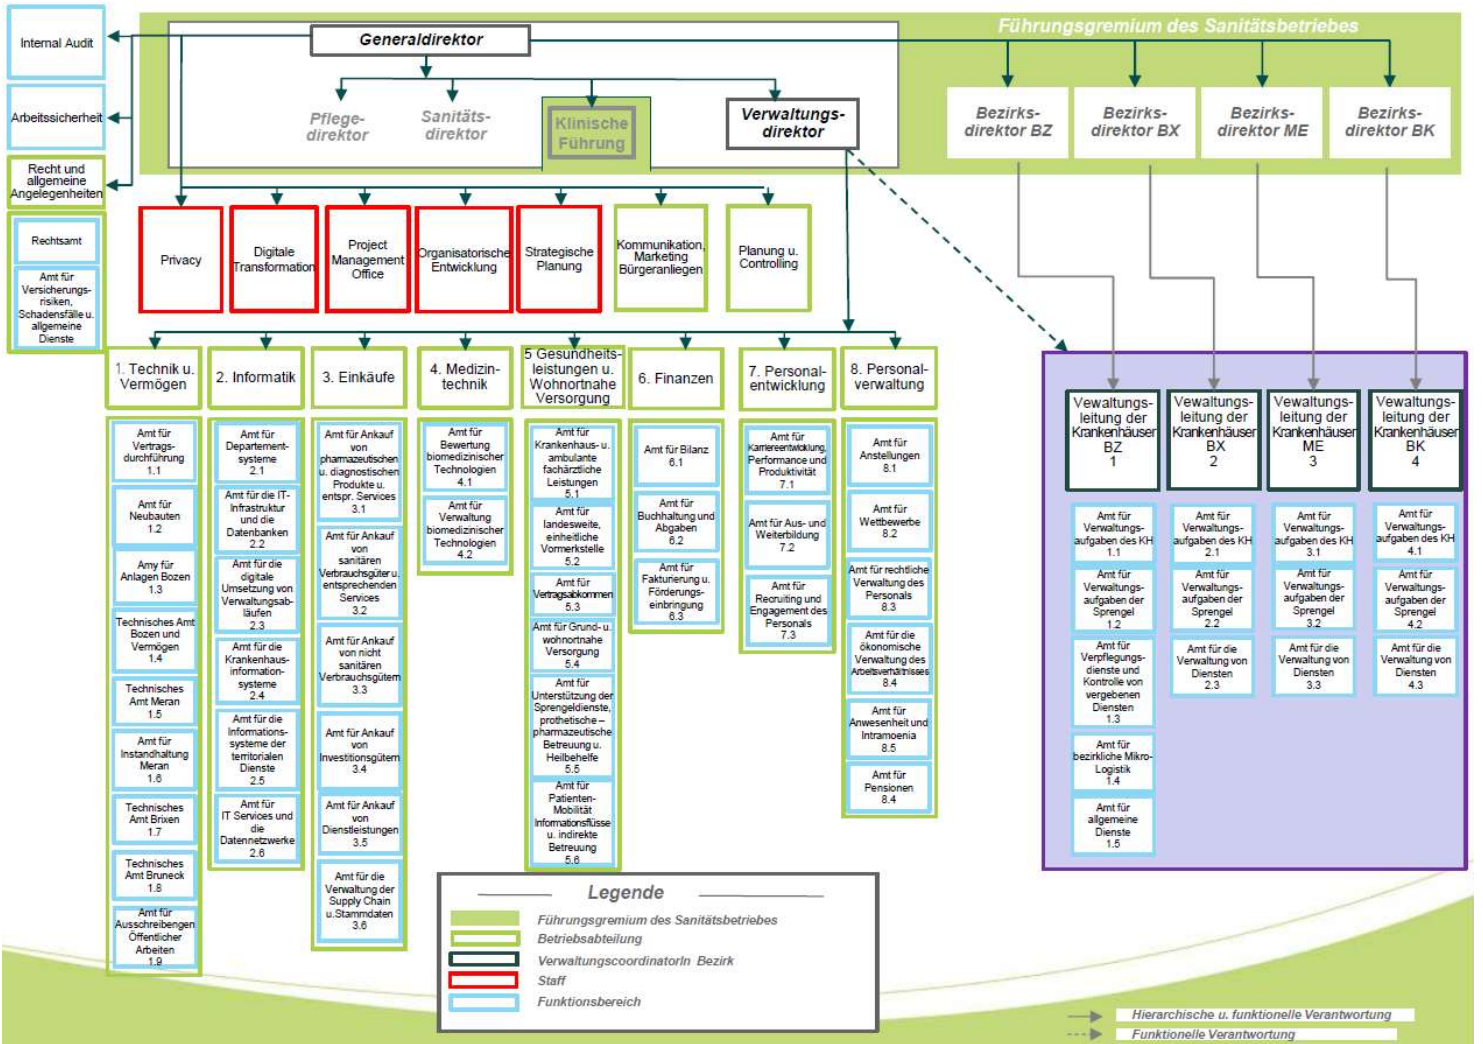 Führungsgremium des Sanitätsbetriebes
Internal Audit
Generaldirektor
Arbeitssicherheit
Pflege-
direktor
Sanitäts-
direktor
Klinische
Führung
Verwaltungs-
direktor
Bezirks-
direktor BZ
Bezirks-
direktor BX
Bezirks-
direktor ME
Bezirks-
direktor BK
Recht und
allgemeine
Angelegenheiten
Rechtsamt
Amt für
Versicherungs-
risiken,
Schadensfälle u.
allgemeine
Dienste
Privacy
Digitale
Transformation
Project
Management
Office
Organisatorische
Entwicklung
Strategische
Planung
Kommunikation,
Marketing
Bürgeranliegen
Planung u.
Controlling
1. Technik u.
Vermögen
Amt für
Vertrags-
durchführung
1.1
Amt für
Neubauten
1.2
Amy für
Anlagen Bozen
1.3
Technisches Amt
Bozen und
Vermögen
1.4
Technisches
Amt Meran
1.5
Amt für
Instandhaltung
Meran
1.6
Technisches
Amt Brixen
1.7
Technisches
Amt Bruneck
1.8
Amt für
Ausschreibengen
Öffentlicher
Arbeiten
1.9
2. Informatik
Amt für
Departement-
systeme
2.1
Amt für die IT-
Infrastruktur
und die
Datenbanken
2.2
Amt für die
digitale
Umsetzung von
Verwaltungsab-
läufen
2.3
Amt für die
Krankenhaus-
information-
systeme
2.4
Amt für die
Informations-
systeme der
territorialen
Dienste
2.5
Amt für
IT Services und
die
Datennetzwerke
2.6
3. Einkäufe
Amt für Ankauf
von
pharmazeutischen
u. diagnostischen
Produkte u.
entspr. Services
3.1
Amt für Ankauf
von
sanitären
Verbrauchsgüter u.
entsprechenden
Services
3.2
Amt für Ankauf
von nicht
sanitären
Verbrauchsgütern
3.3
Amt für Ankauf
von
Investitionsgütern
3.4
Amt für Ankauf
von
Dienstleistungen
3.5
Amt für die
Verwaltung der
Supply Chain
u.Stammdaten
3.6
4. Medizin-
technik
Amt für
Bewertung
biomedizinischer
Technologien
4.1
Amt für
Verwaltung
biomedizinischer
Technologien
4.2
5 Gesundheits-
leistungen u.
Wohnortnahe
Versorgung
Amt für
Krankenhaus- u.
ambulante
fachärztliche
Leistungen
5.1
Amt für
landesweite,
einheitliche
Vormerkstelle
5.2
Amt für
Vertragsabkommen
5.3
Amt für Grund- u.
wohnortnahe
Versorgung
5.4
Amt für
Unterstützung der
Sprengeldienste,
prothetische –
pharmazeutische
Betreuung u.
Heilbehelfe
5.5
Amt für
Patienten-
Mobilität
Informationsflüsse
u. indirekte
Betreuung
5.6
6. Finanzen
Amt für Bilanz
6.1
Amt für
Buchhaltung und
Abgaben
6.2
Amt für
Fakturierung u.
Förderungs-
einbringung
6.3
7. Personal-
entwicklung
Amt für
Karriereentwicklung,
Performance und
Produktivität
7.1
Amt für Aus- und
Weiterbildung
7.2
Amt für
Recruiting und
Engagement des
Personals
7.3
8. Personal-
verwaltung
Amt für
Anstellungen
8.1
Amt für
Wettbewerbe
8.2
Amt für rechtliche
Verwaltung des
Personals
8.3
Amt für die
ökonomische
Verwaltung des
Arbeitsverhältnisses
8.4
Amt für
Anwesenheit und
Intramoenia
8.5
Amt für
Pensionen
8.4
Vewaltungs-
leitung der
Krankenhäuser
BZ
1
Amt für
Verwaltungs-
aufgaben des KH
1.1
Amt für
Verwaltungs-
aufgaben der
Sprengel
1.2
Amt für
Verpflegungs-
dienste und
Kontrolle von
vergebenen
Diensten
1.3
Amt für
bezirkliche Mikro-
Logistik
1.4
Amt für
allgemeine
Dienste
1.5
Vewaltungs-
leitung der
Krankenhäuser
BX
2
Amt für
Verwaltungs-
aufgaben des KH
2.1
Amt für
Verwaltungs-
aufgaben der
Sprengel
2.2
Amt für die
Verwaltung von
Diensten
2.3
Vewaltungs-
leitung der
Krankenhäuser
ME
3
Amt für
Verwaltungs-
aufgaben des KH
3.1
Amt für
Verwaltungs-
aufgaben der
Sprengel
3.2
Amt für die
Verwaltung von
Diensten
3.3
Vewaltungs-
leitung der
Krankenhäuser
BK
4
Amt für
Verwaltungs-
aufgaben des KH
4.1
Amt für
Verwaltungs-
aufgaben der
Sprengel
4.2
Amt für die
Verwaltung von
Diensten
4.3
Legende
Führungsgremium des Sanitätsbetriebes
Betriebsabteilung
VerwaltungscoordinatorIn Bezirk
Staff
Funktionsbereich
Hierarchische u. funktionelle Verantwortung
Funktionelle Verantwortung